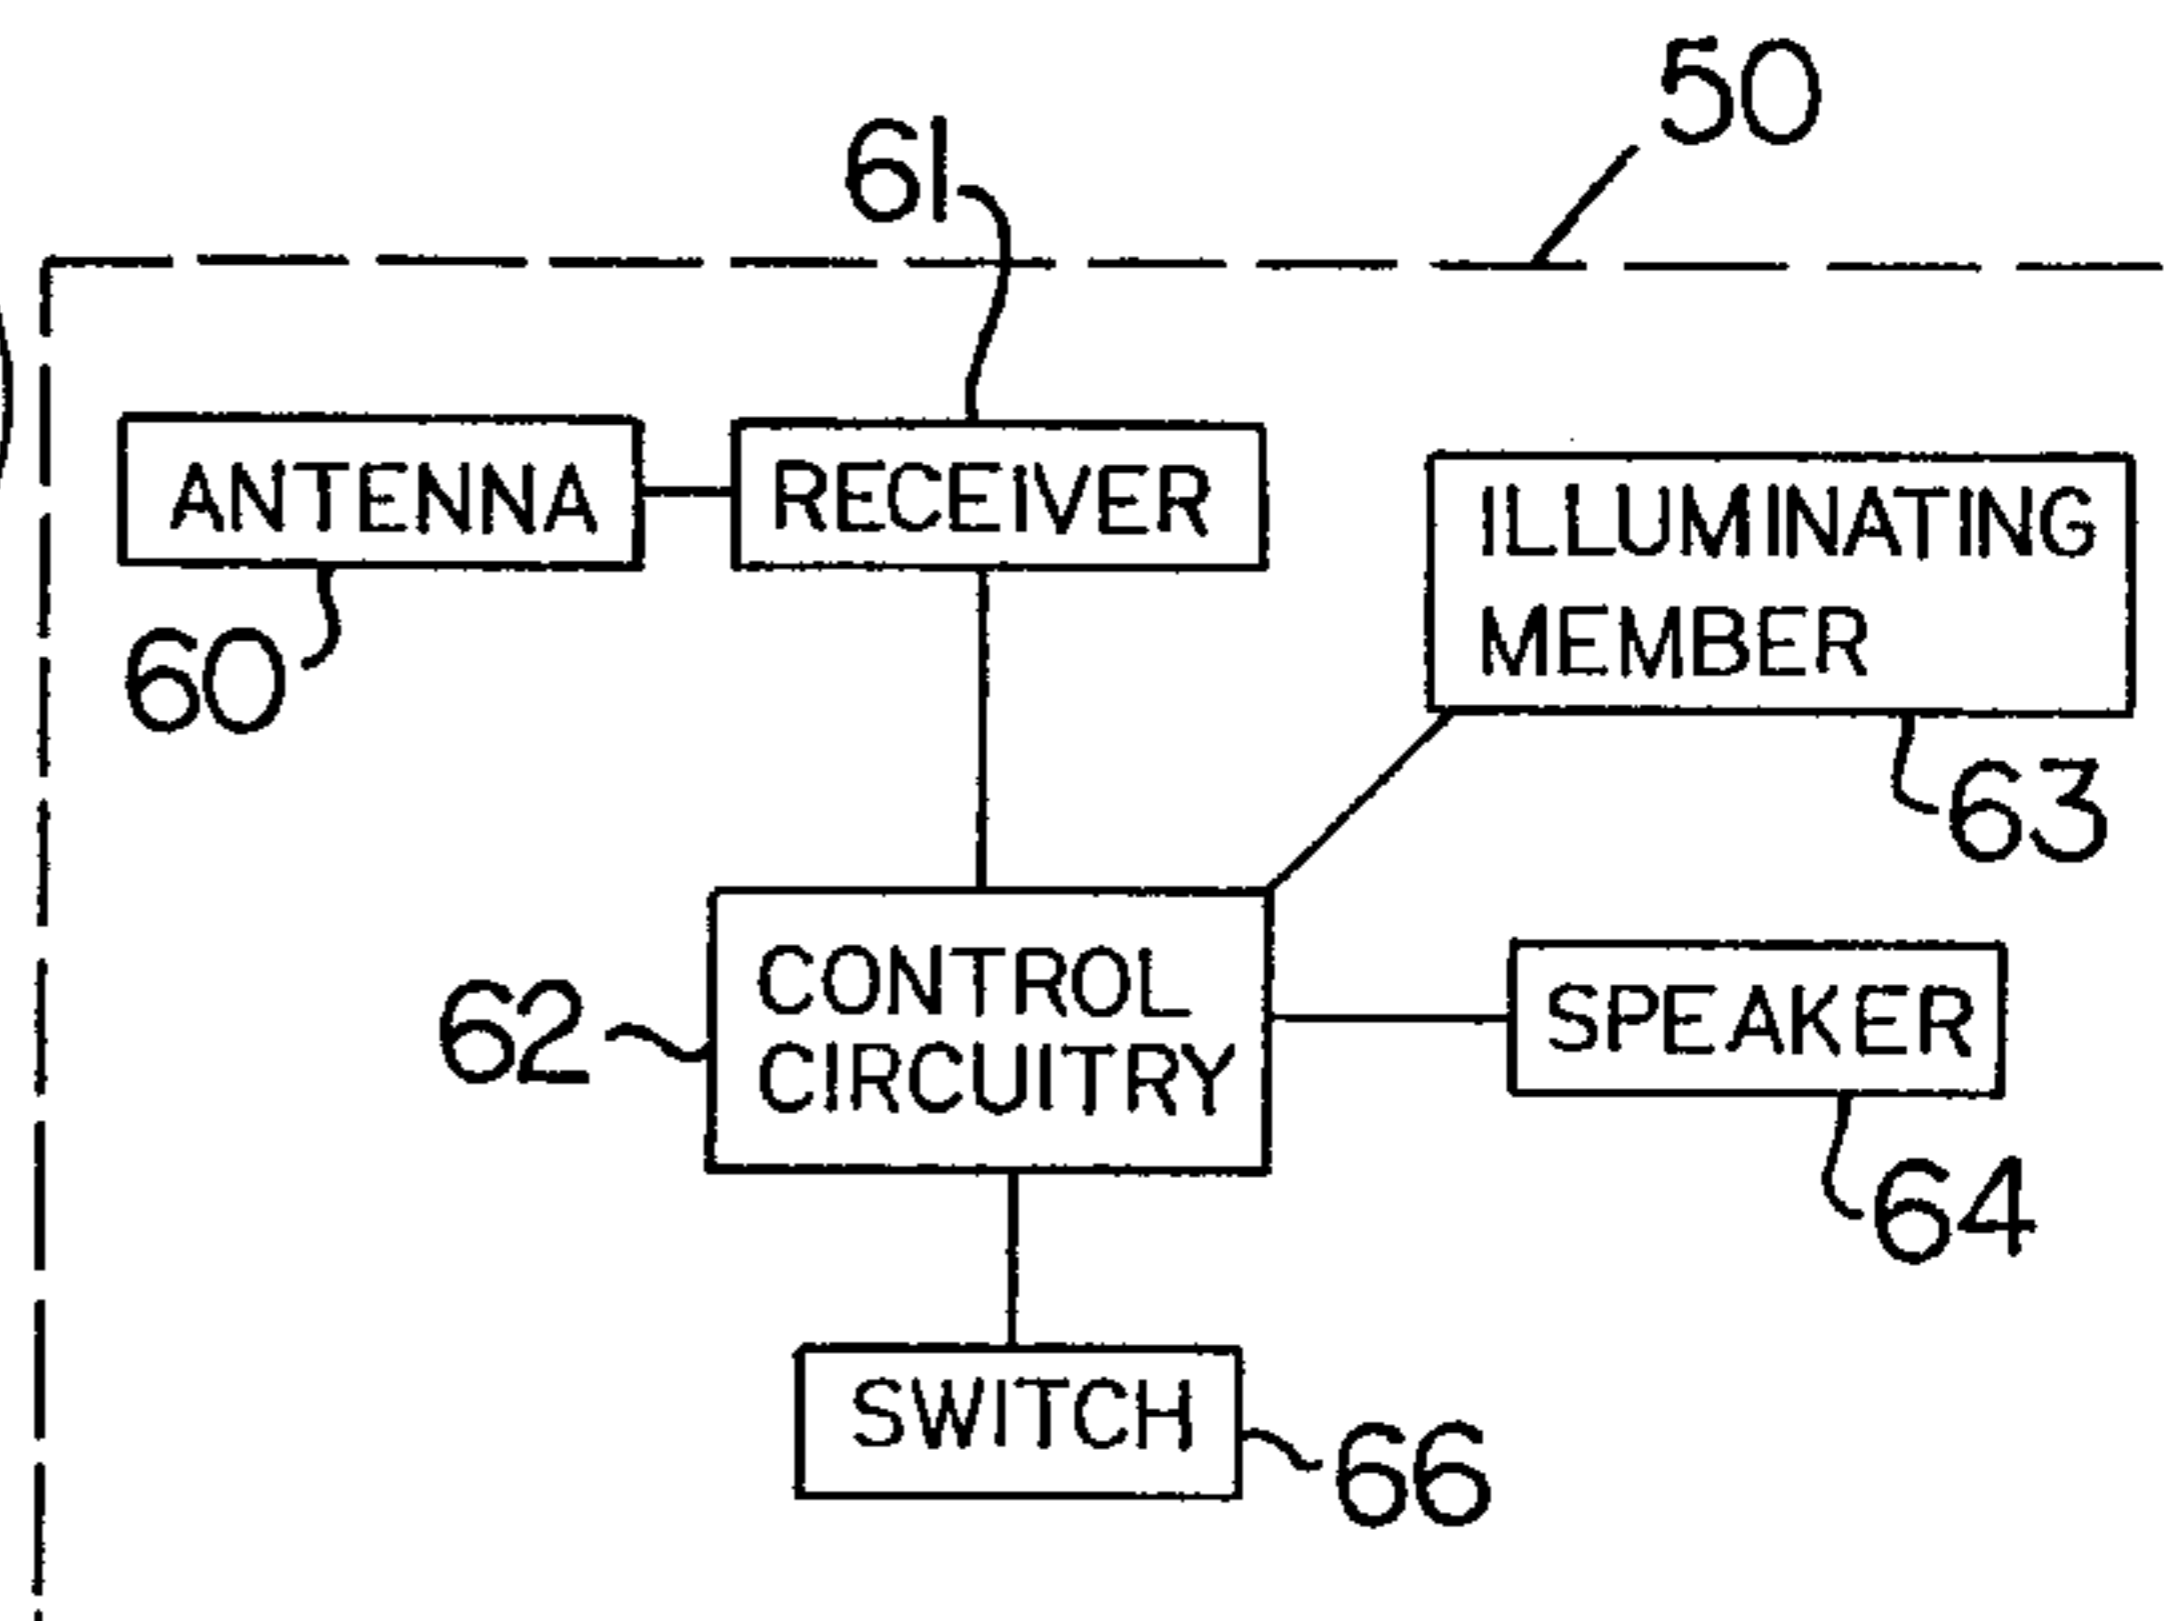 50
61
ANTENNA
RECEIVER
ILLUMINATING
MEMBER
60
63
CONTROL
CIRCUITRY
62
SPEAKER
64
SWITCH
66